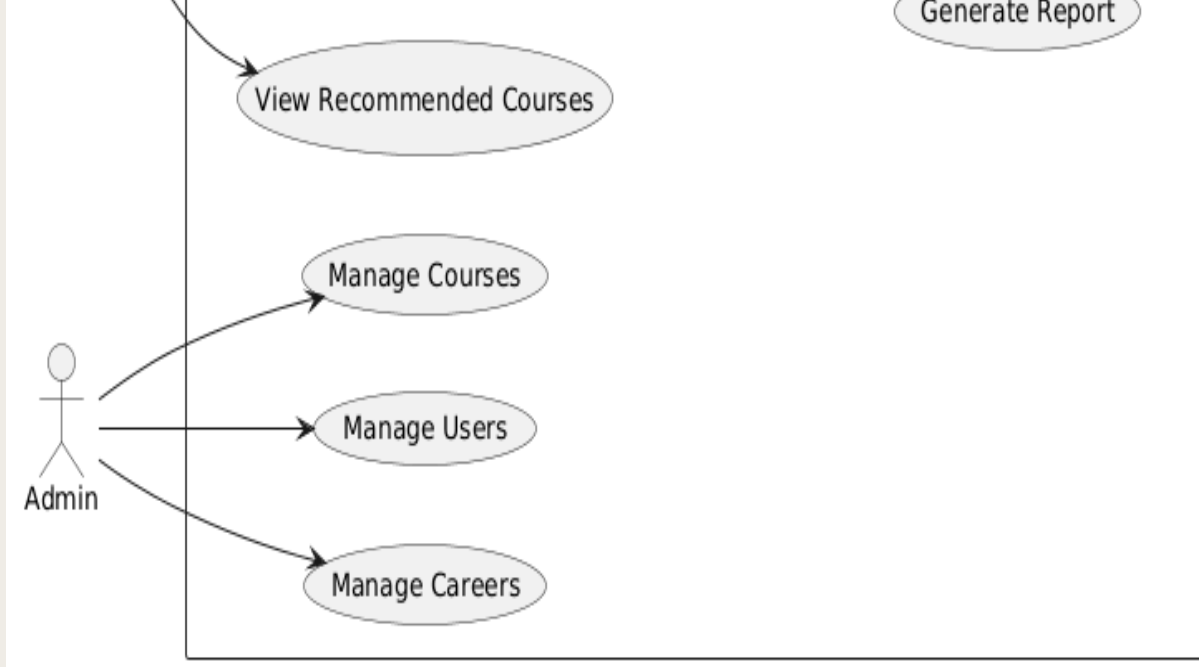 Generate Report
View Recommended Courses
Manage Courses
Manage Users
Admin
Manage Careers